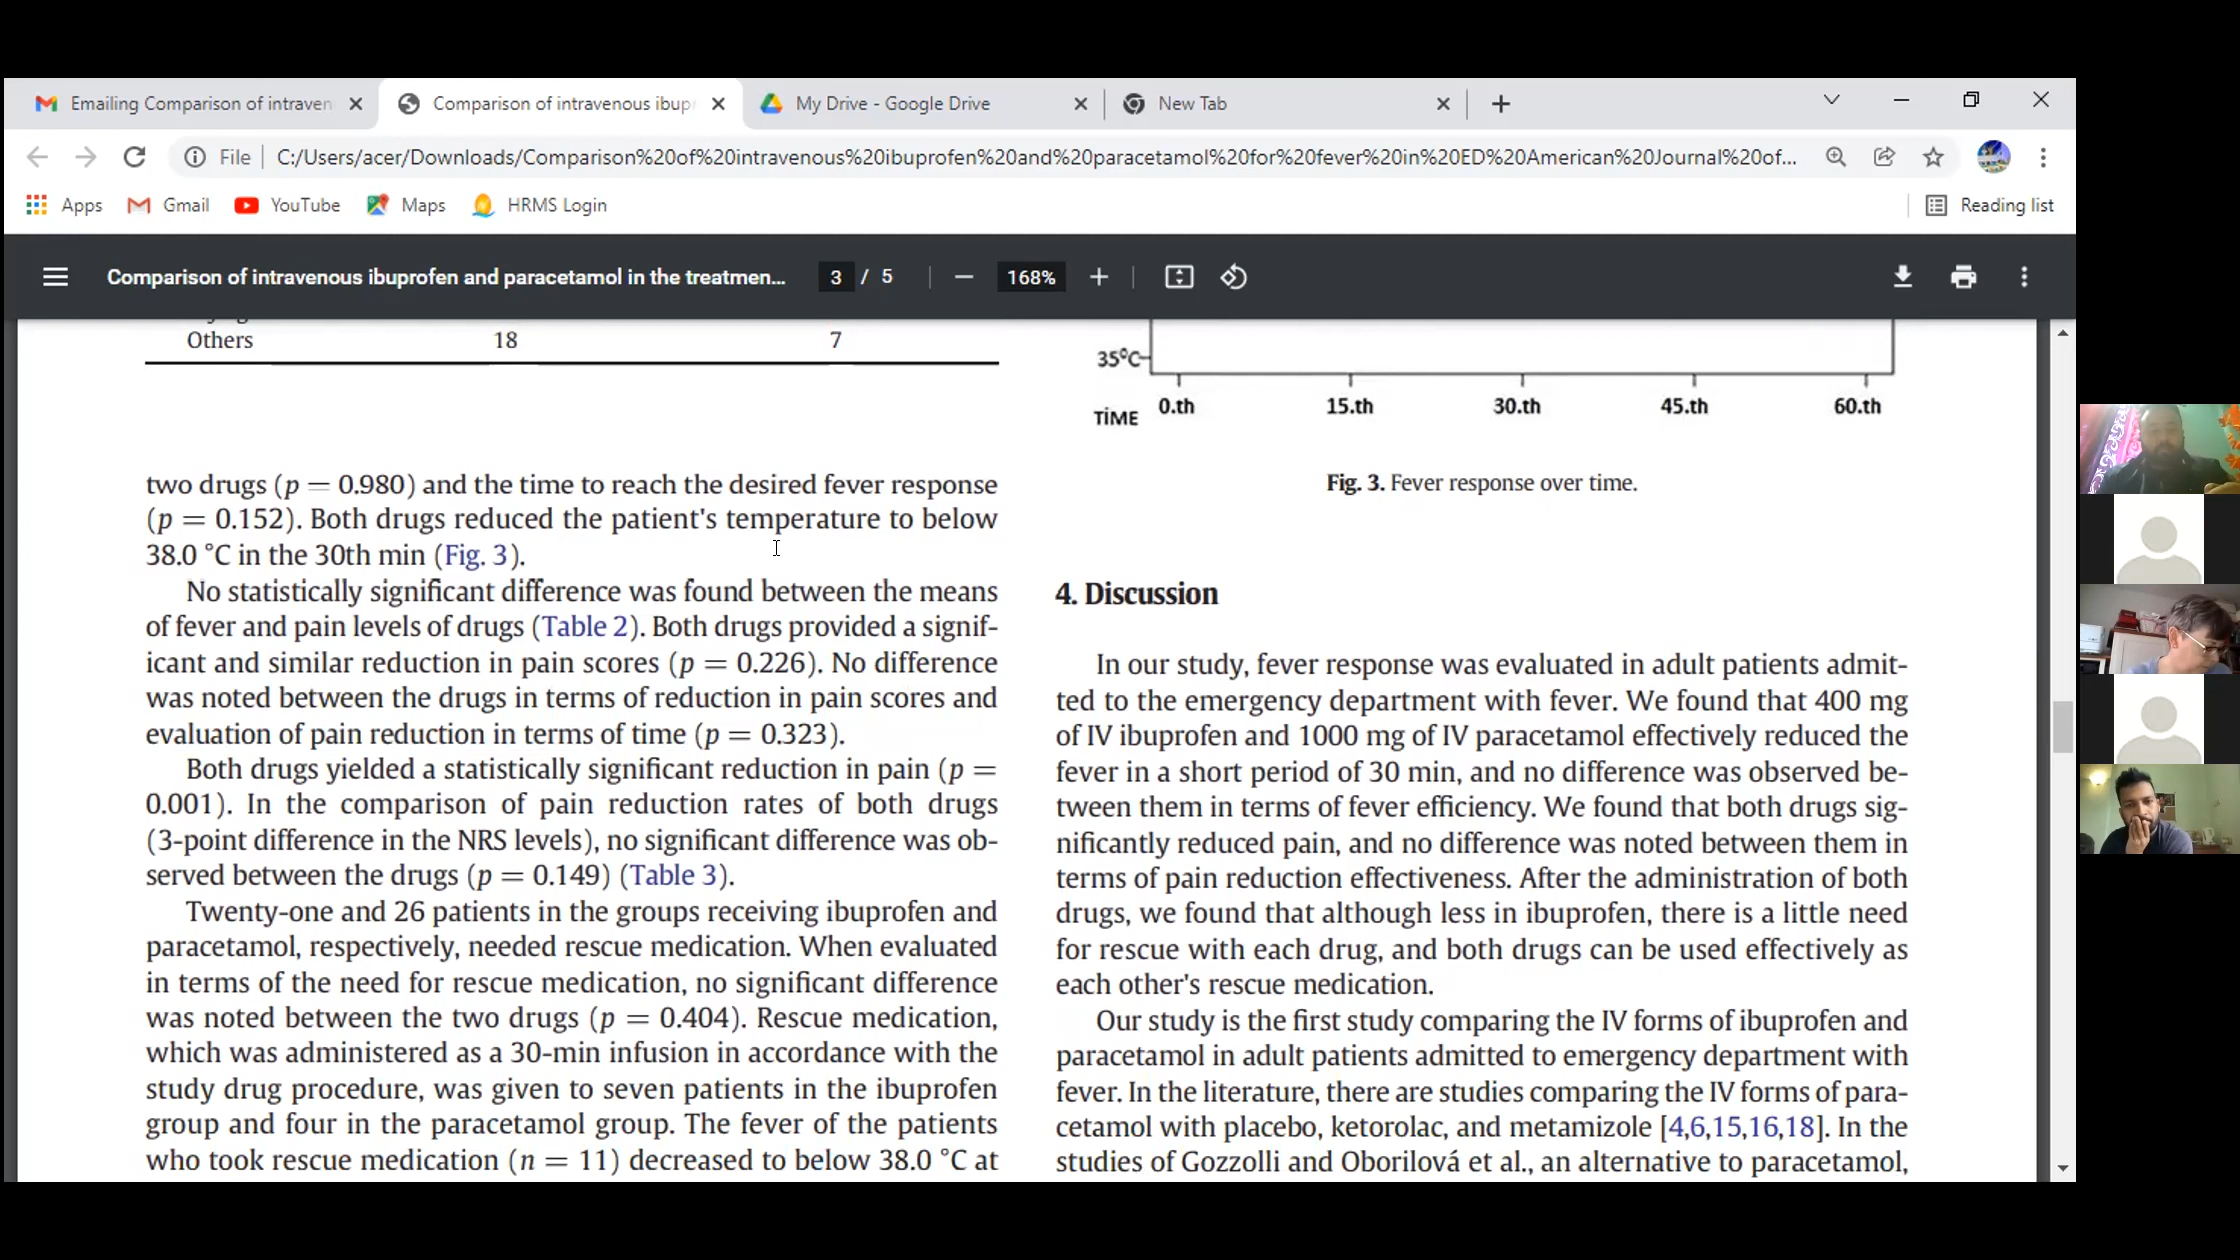 Emailing Comparison of intraven
Comparison of intravenous ibupr
My Drive - Google Drive
New Tab
File
C:/Users/acer/Downloads/Comparison%20of%20intravenous%20ibuprofen%20and%20paracetamol%20for%20fever%20in%20ED%20American%20Journal%20of...
Apps
Gmail
YouTube
Maps
HRMS Login
Reading list
Comparison of intravenous ibuprofen and paracetamol in the treatmen...
3 / 5
168%
Others 18 7
two drugs (p = 0.980) and the time to reach the desired fever response
(p = 0.152). Both drugs reduced the patient's temperature to below
38.0 °C in the 30th min (Fig. 3).
No statistically significant difference was found between the means
of fever and pain levels of drugs (Table 2). Both drugs provided a signif-
icant and similar reduction in pain scores (p = 0.226). No difference
was noted between the drugs in terms of reduction in pain scores and
evaluation of pain reduction in terms of time (p = 0.323).
Both drugs yielded a statistically significant reduction in pain (p =
0.001). In the comparison of pain reduction rates of both drugs
(3-point difference in the NRS levels), no significant difference was ob-
served between the drugs (p = 0.149) (Table 3).
Twenty-one and 26 patients in the groups receiving ibuprofen and
paracetamol, respectively, needed rescue medication. When evaluated
in terms of the need for rescue medication, no significant difference
was noted between the two drugs (p = 0.404). Rescue medication,
which was administered as a 30-min infusion in accordance with the
study drug procedure, was given to seven patients in the ibuprofen
group and four in the paracetamol group. The fever of the patients
who took rescue medication (n = 11) decreased to below 38.0 °C at
35°C
TİME 0.th 15.th 30.th 45.th 60.th
Fig. 3. Fever response over time.
4. Discussion
In our study, fever response was evaluated in adult patients admit-
ted to the emergency department with fever. We found that 400 mg
of IV ibuprofen and 1000 mg of IV paracetamol effectively reduced the
fever in a short period of 30 min, and no difference was observed be-
tween them in terms of fever efficiency. We found that both drugs sig-
nificantly reduced pain, and no difference was noted between them in
terms of pain reduction effectiveness. After the administration of both
drugs, we found that although less in ibuprofen, there is a little need
for rescue with each drug, and both drugs can be used effectively as
each other's rescue medication.
Our study is the first study comparing the IV forms of ibuprofen and
paracetamol in adult patients admitted to emergency department with
fever. In the literature, there are studies comparing the IV forms of para-
cetamol with placebo, ketorolac, and metamizole [4,6,15,16,18]. In the
studies of Gozzolli and Oborilová et al., an alternative to paracetamol,